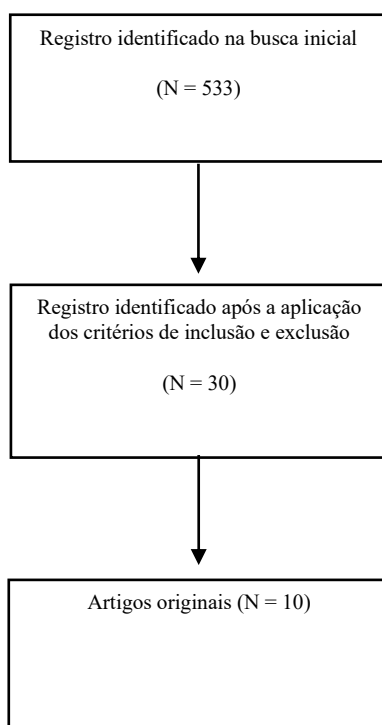 Registro identificado na busca inicial
(N = 533)
Registro identificado após a aplicação
dos critérios de inclusão e exclusão
(N = 30)
Artigos originais (N = 10)